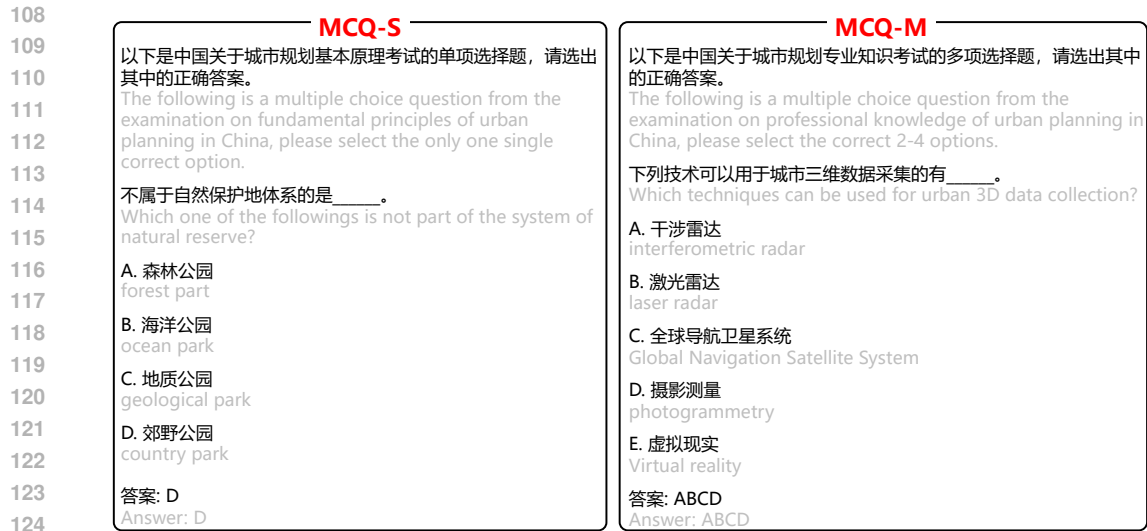 108
109
110
111
112
113
114
115
116
117
118
119
120
121
122
123
124
MCQ-S
以下是中国关于城市规划基本原理考试的单项选择题，请选出
其中的正确答案。
The following is a multiple choice question from the
examination on fundamental principles of urban
planning in China, please select the only one single
correct option.
不属于自然保护地体系的是______。
Which one of the followings is not part of the system of
natural reserve?
A. 森林公园
forest part
B. 海洋公园
ocean park
C. 地质公园
geological park
D. 郊野公园
country park
答案: D
Answer: D
MCQ-M
以下是中国关于城市规划专业知识考试的多项选择题，请选出其中
的正确答案。
The following is a multiple choice question from the
examination on professional knowledge of urban planning in
China, please select the correct 2-4 options.
下列技术可以用于城市三维数据采集的有______。
Which techniques can be used for urban 3D data collection?
A. 干涉雷达
interferometric radar
B. 激光雷达
laser radar
C. 全球导航卫星系统
Global Navigation Satellite System
D. 摄影测量
photogrammetry
E. 虚拟现实
Virtual reality
答案: ABCD
Answer: ABCD